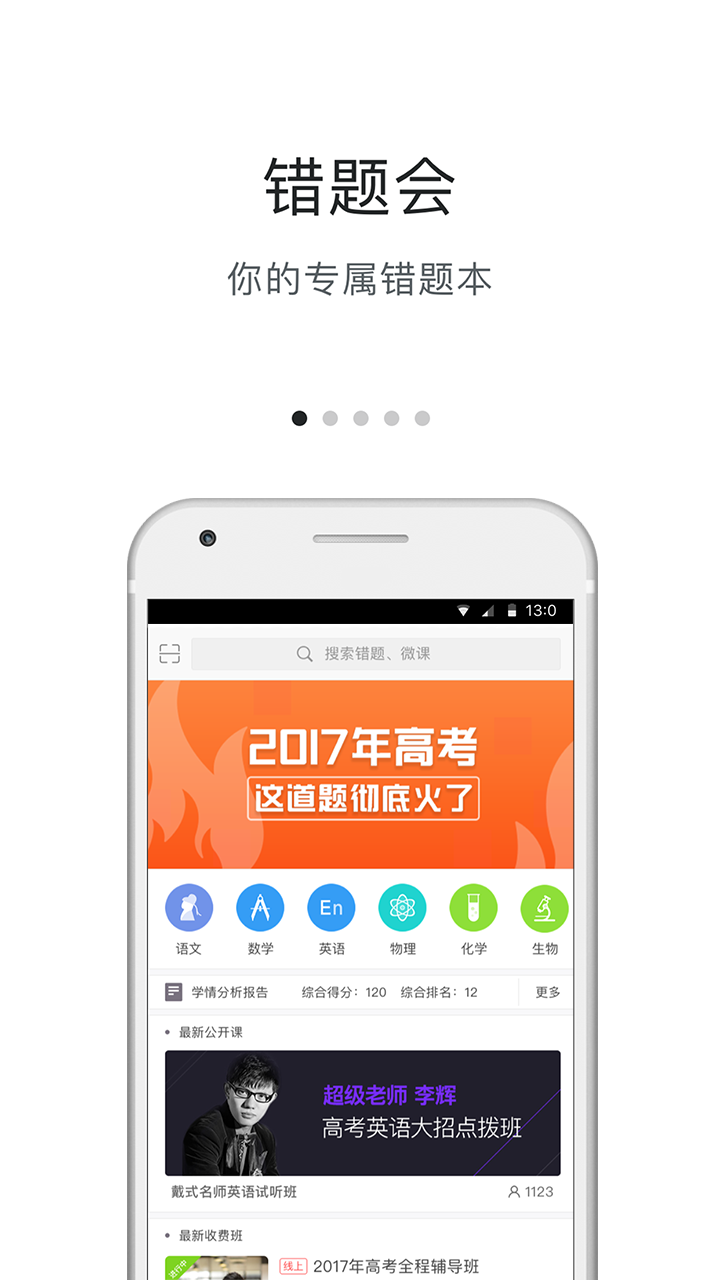 错题会
你的专属错题本
13:0
搜索错题、微课
2017年高考
这道题彻底火了
En
语文 数学 英语 物理 化学 生物
学情分析报告 综合得分：120 综合排名：12 更多
• 最新公开课
超级老师 李辉
高考英语大招点拨班
戴式名师英语试听班 1123
• 最新收费班
进行中
线上 2017年高考全程辅导班